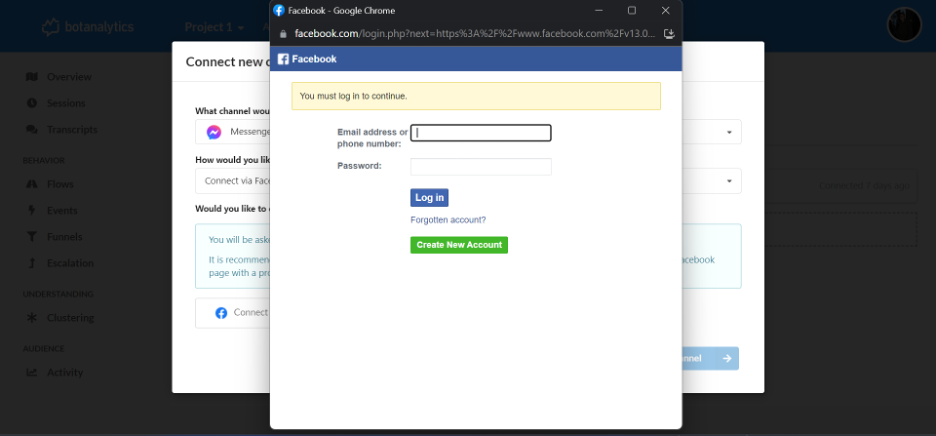 Facebook - Google Chrome
botanalytics
Project 1
facebook.com/login.php?next=https%3A%2F%2Fwww.facebook.com%2Fv13.0...
Connect new
Facebook
Overview
Sessions
Transcripts
BEHAVIOR
Flows
Events
Funnels
Escalation
UNDERSTANDING
Clustering
AUDIENCE
Activity
What channel wou
Messenge
How would you lik
Connect via Face
Would you like to
You will be aske
It is recommen
page with a pro
acebook
Connect
nnel
You must log in to continue.
Email address or
phone number:
Password:
Log in
Forgotten account?
Create New Account